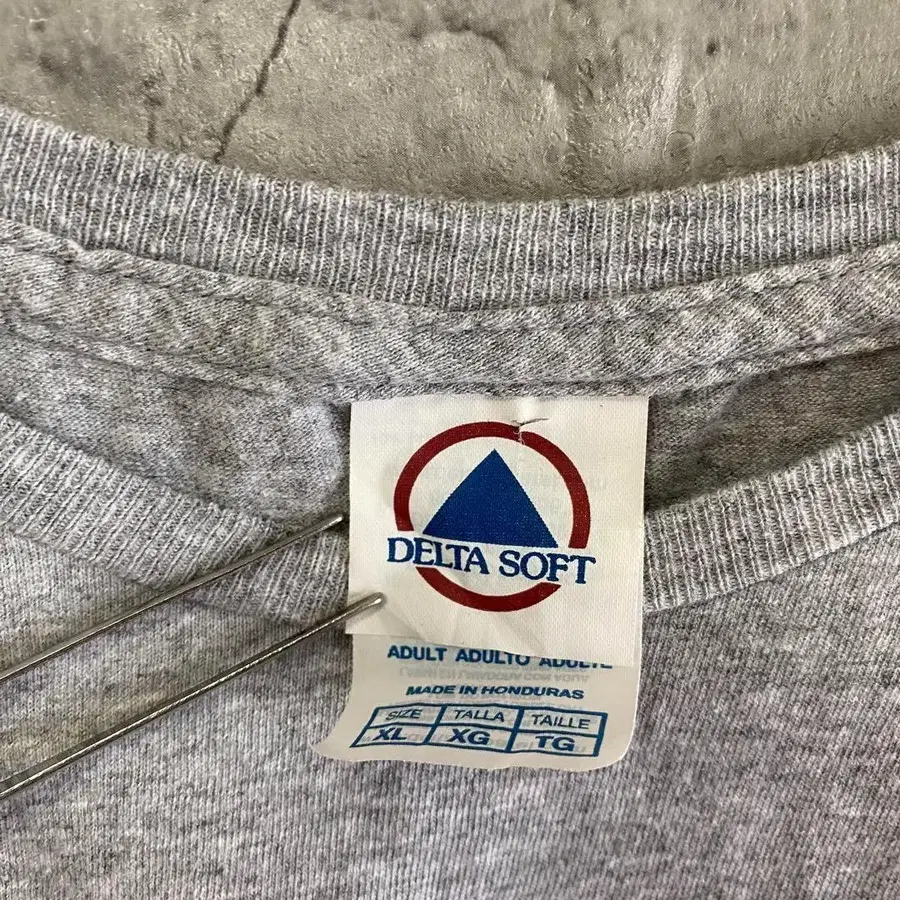 DELTA SOFT
ADULT ADULTO ADULTE
MADE IN HONDURAS
SIZE TALLA TAILLE
XL XG TG